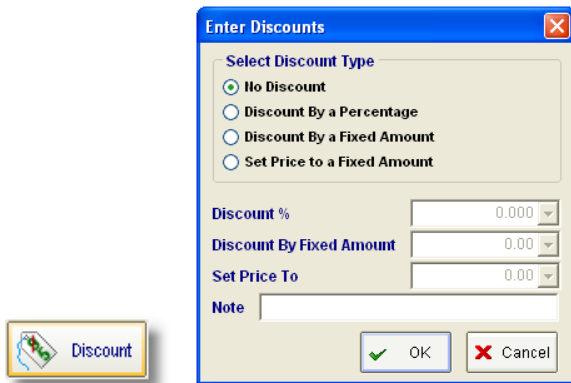 Enter Discounts
Select Discount Type
No Discount
Discount By a Percentage
Discount By a Fixed Amount
Set Price to a Fixed Amount
Discount % 0.000
Discount By Fixed Amount 0.00
Set Price To 0.00
Note
OK Cancel
Discount